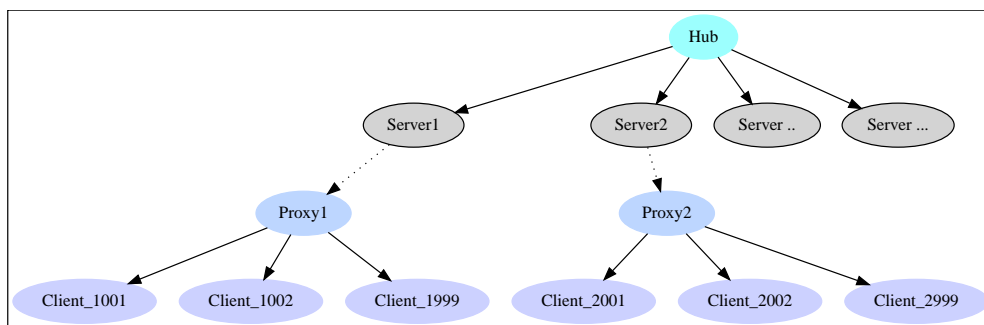 Hub
Server1 Server2 Server .. Server ...
Proxy1 Proxy2
Client_1001 Client_1002 Client_1999 Client_2001 Client_2002 Client_2999